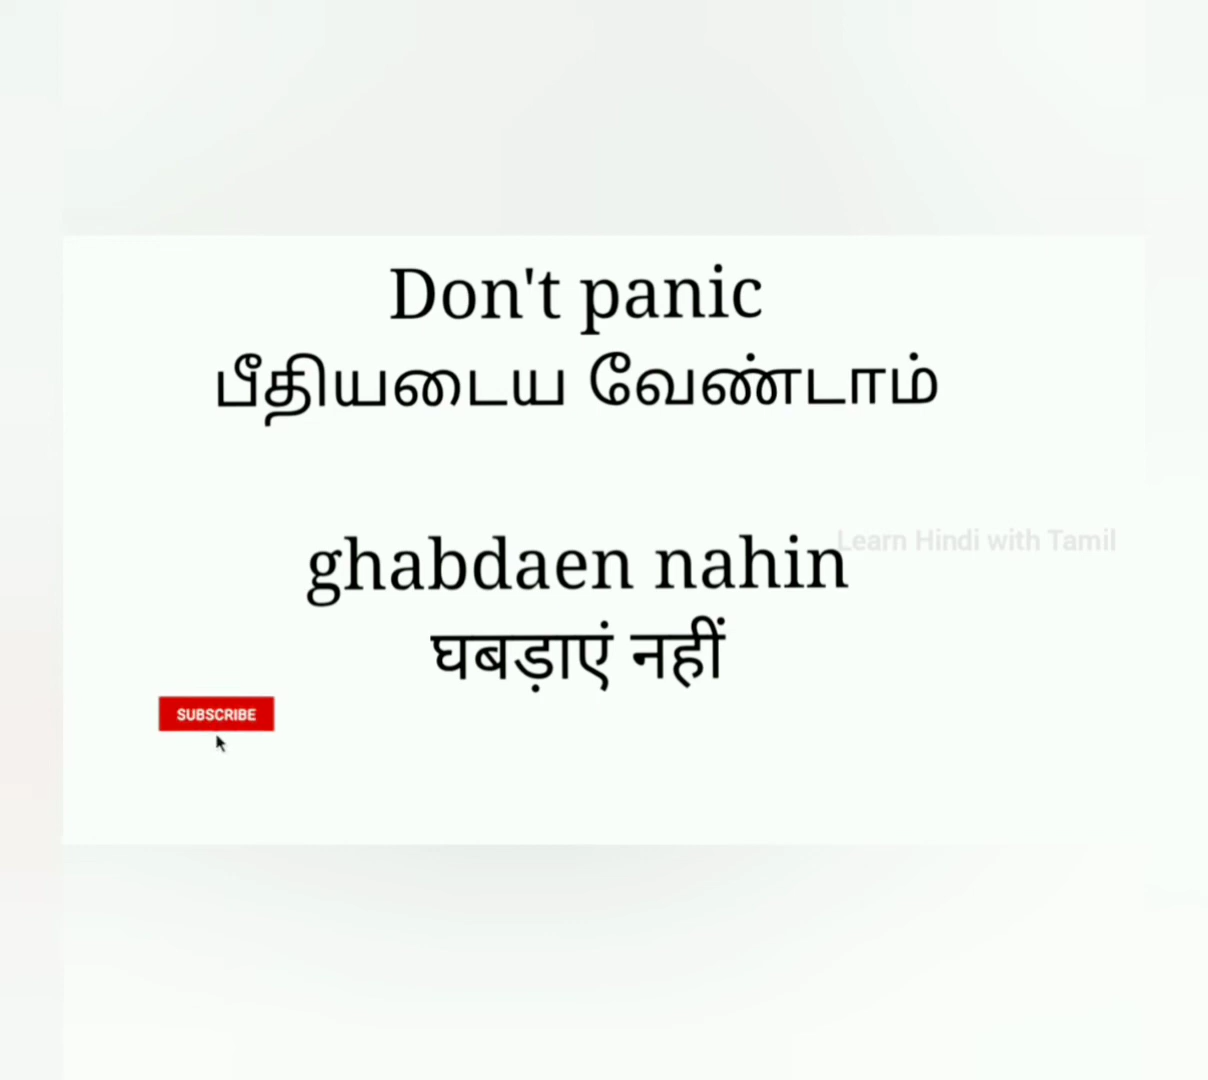 Don't panic
பீதியடைய வேண்டாம்
Learn Hindi with Tamil
ghabdaen nahin
घबड़ाएं नहीं
SUBSCRIBE